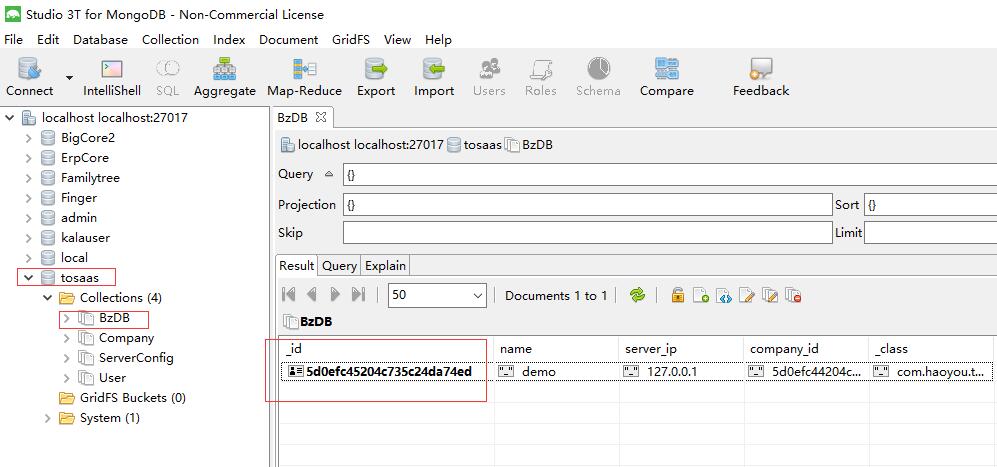 Studio 3T for MongoDB - Non-Commercial License
File Edit Database Collection Index Document GridFS View Help
Connect IntelliShell SQL Aggregate Map-Reduce Export Import Users Roles Schema Compare Feedback
localhost localhost:27017
BigCore2
ErpCore
Familytree
Finger
admin
kalauser
local
tosaas
Collections (4)
BzDB
Company
ServerConfig
User
GridFS Buckets (0)
System (1)
BzDB
localhost localhost:27017 tosaas BzDB
Query {}
Projection {} Sort {}
Skip Limit
Result Query Explain
50 Documents 1 to 1
BzDB
_id name server_ip company_id _class
5d0efc45204c735c24da74ed demo 127.0.0.1 5d0efc44204c... com.haoyou.t...